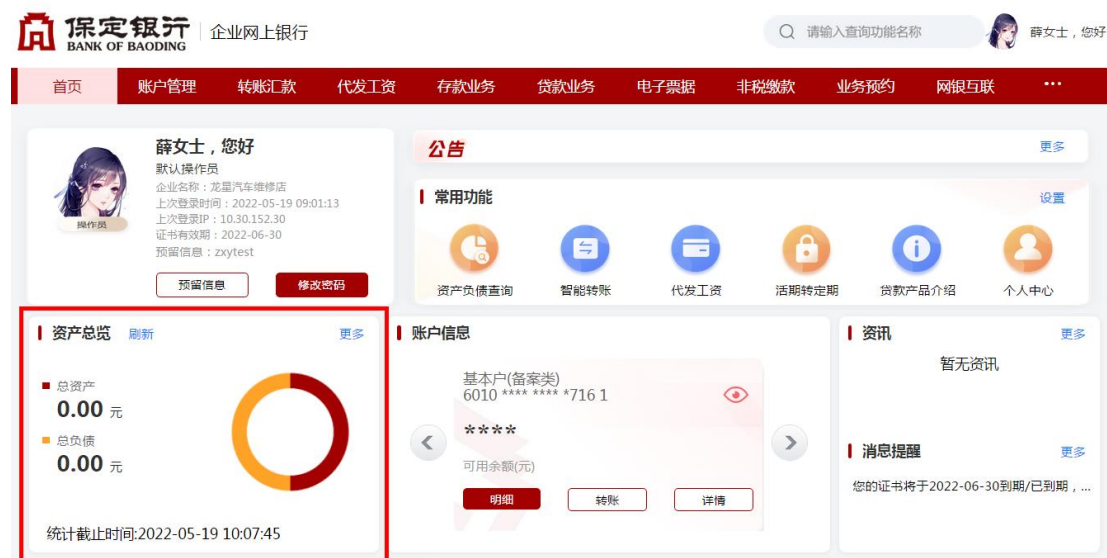 保定银行
BANK OF BAODING
企业网上银行
请输入查询功能名称
薛女士，您好
首页 账户管理 转账汇款 代发工资 存款业务 贷款业务 电子票据 非税缴款 业务预约 网银互联 ···
薛女士，您好
默认操作员
企业名称：龙星汽车维修店
上次登录时间：2022-05-19 09:01:13
上次登录IP：10.30.152.30
证书有效期：2022-06-30
预留信息：zxytest
操作员
预留信息 修改密码
公告 更多
常用功能 设置
资产负债查询 智能转账 代发工资 活期转定期 贷款产品介绍 个人中心
资产总览 刷新 更多
总资产
0.00 元
总负债
0.00 元
统计截止时间:2022-05-19 10:07:45
账户信息
基本户(备案类)
6010 **** **** *716 1
****
可用余额(元)
明细 转账 详情
资讯 更多
暂无资讯
消息提醒 更多
您的证书将于2022-06-30到期/已到期，...